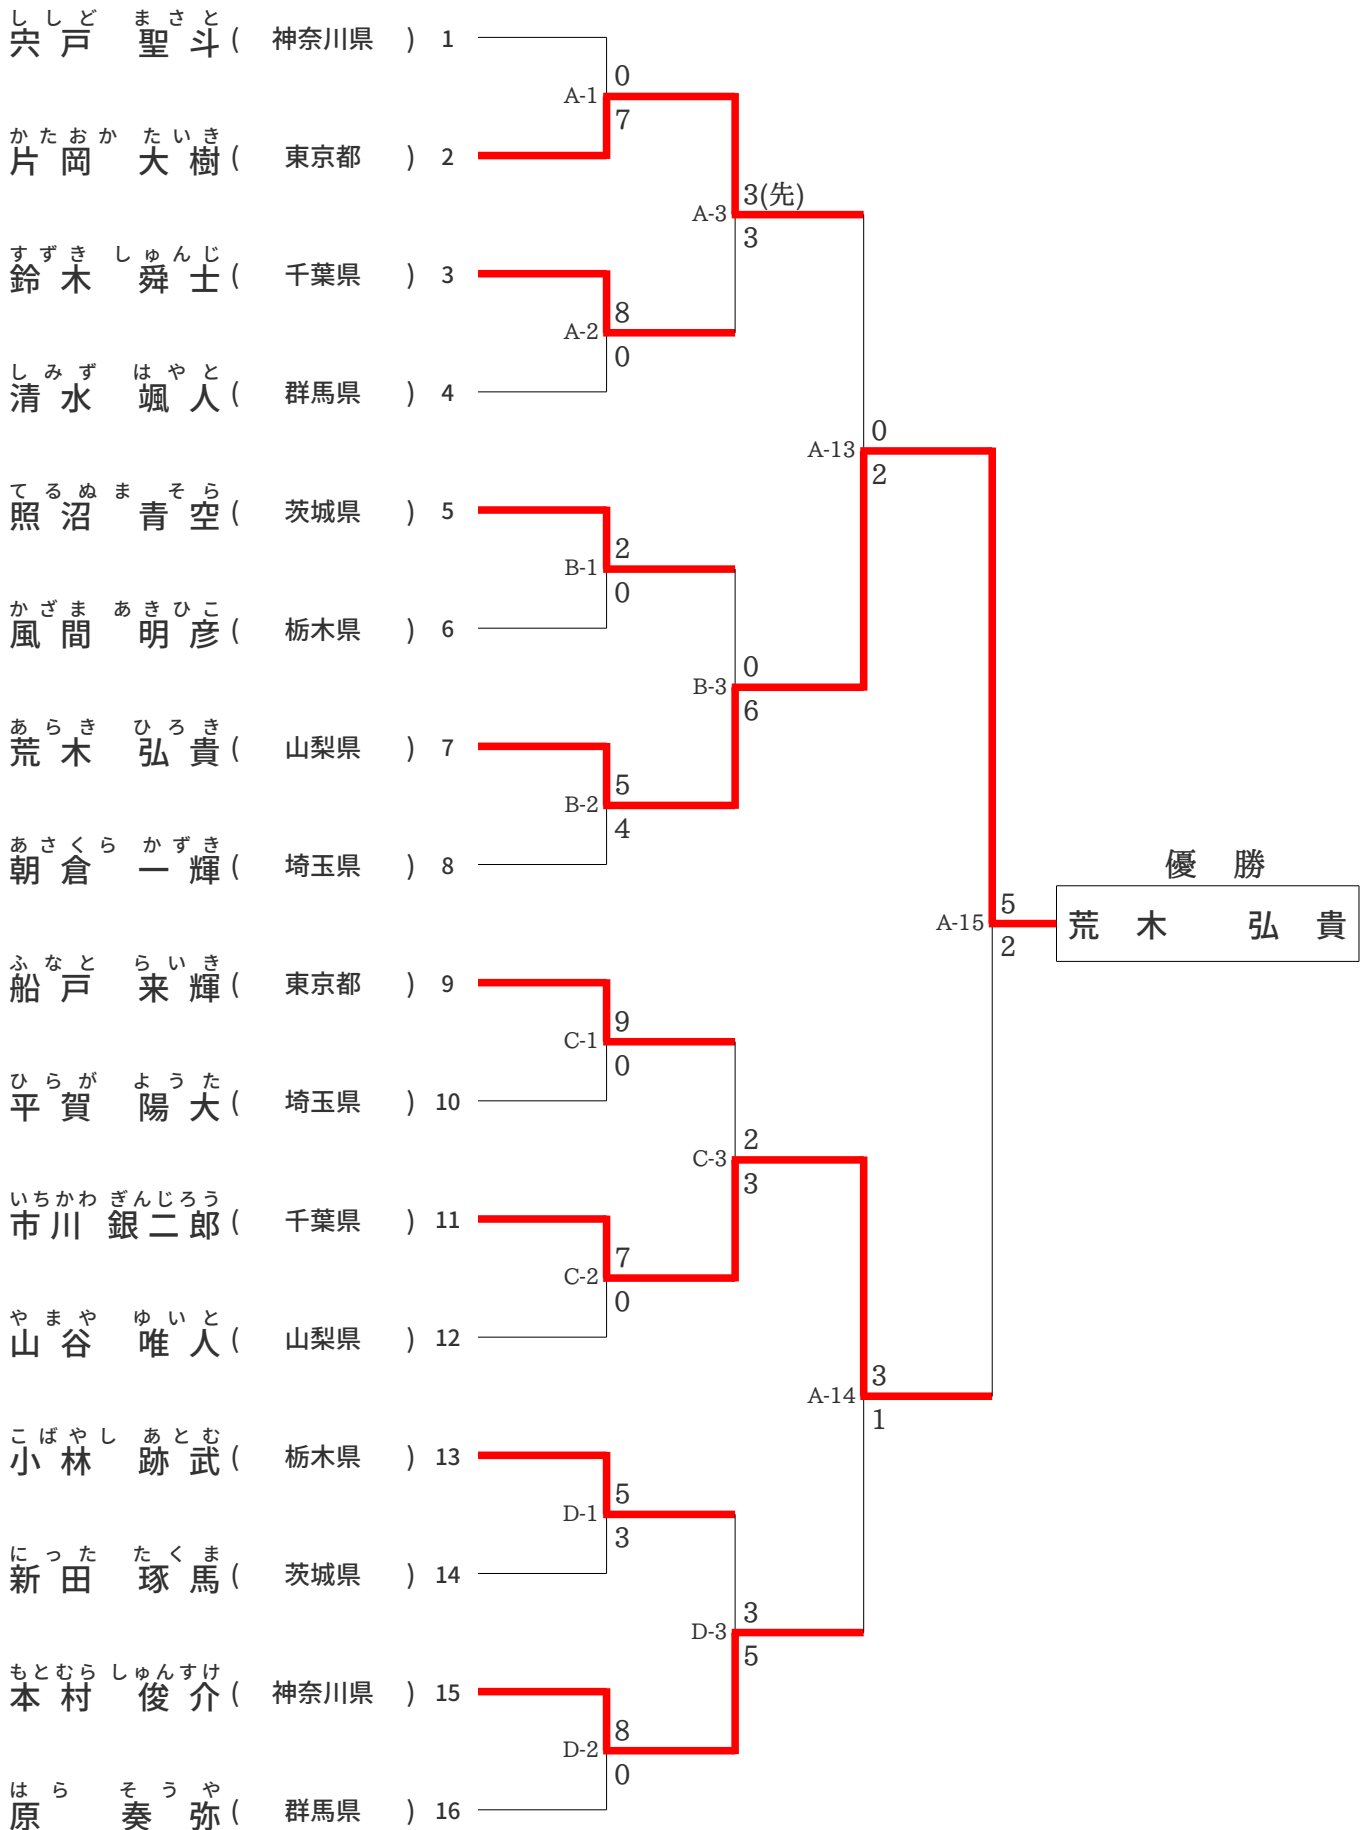 ししど まさと
宍戸 聖斗 ( 神奈川県 ) 1
0
A-1
7
かたおか たいき
片岡 大樹 ( 東京都 ) 2
3(先)
A-3
3
すずき しゅんじ
鈴木 舜士 ( 千葉県 ) 3
8
A-2
0
しみず はやと
清水 颯人 ( 群馬県 ) 4
0
A-13
2
てるぬま そら
照沼 青空 ( 茨城県 ) 5
2
B-1
0
かざま あきひこ
風間 明彦 ( 栃木県 ) 6
0
B-3
6
あらき ひろき
荒木 弘貴 ( 山梨県 ) 7
5
B-2
4
あさくら かずき
朝倉 一輝 ( 埼玉県 ) 8
優勝
5
A-15
2
荒木 弘貴
ふなと らいき
船戸 来輝 ( 東京都 ) 9
9
C-1
0
ひらが ようた
平賀 陽大 ( 埼玉県 ) 10
2
C-3
3
いちかわ ぎんじろう
市川 銀二郎 ( 千葉県 ) 11
7
C-2
0
やまや ゆいと
山谷 唯人 ( 山梨県 ) 12
3
A-14
1
こばやし あとむ
小林 跡武 ( 栃木県 ) 13
5
D-1
3
にった たくま
新田 琢馬 ( 茨城県 ) 14
3
D-3
5
もとむら しゅんすけ
本村 俊介 ( 神奈川県 ) 15
8
D-2
0
はら そうや
原 奏弥 ( 群馬県 ) 16